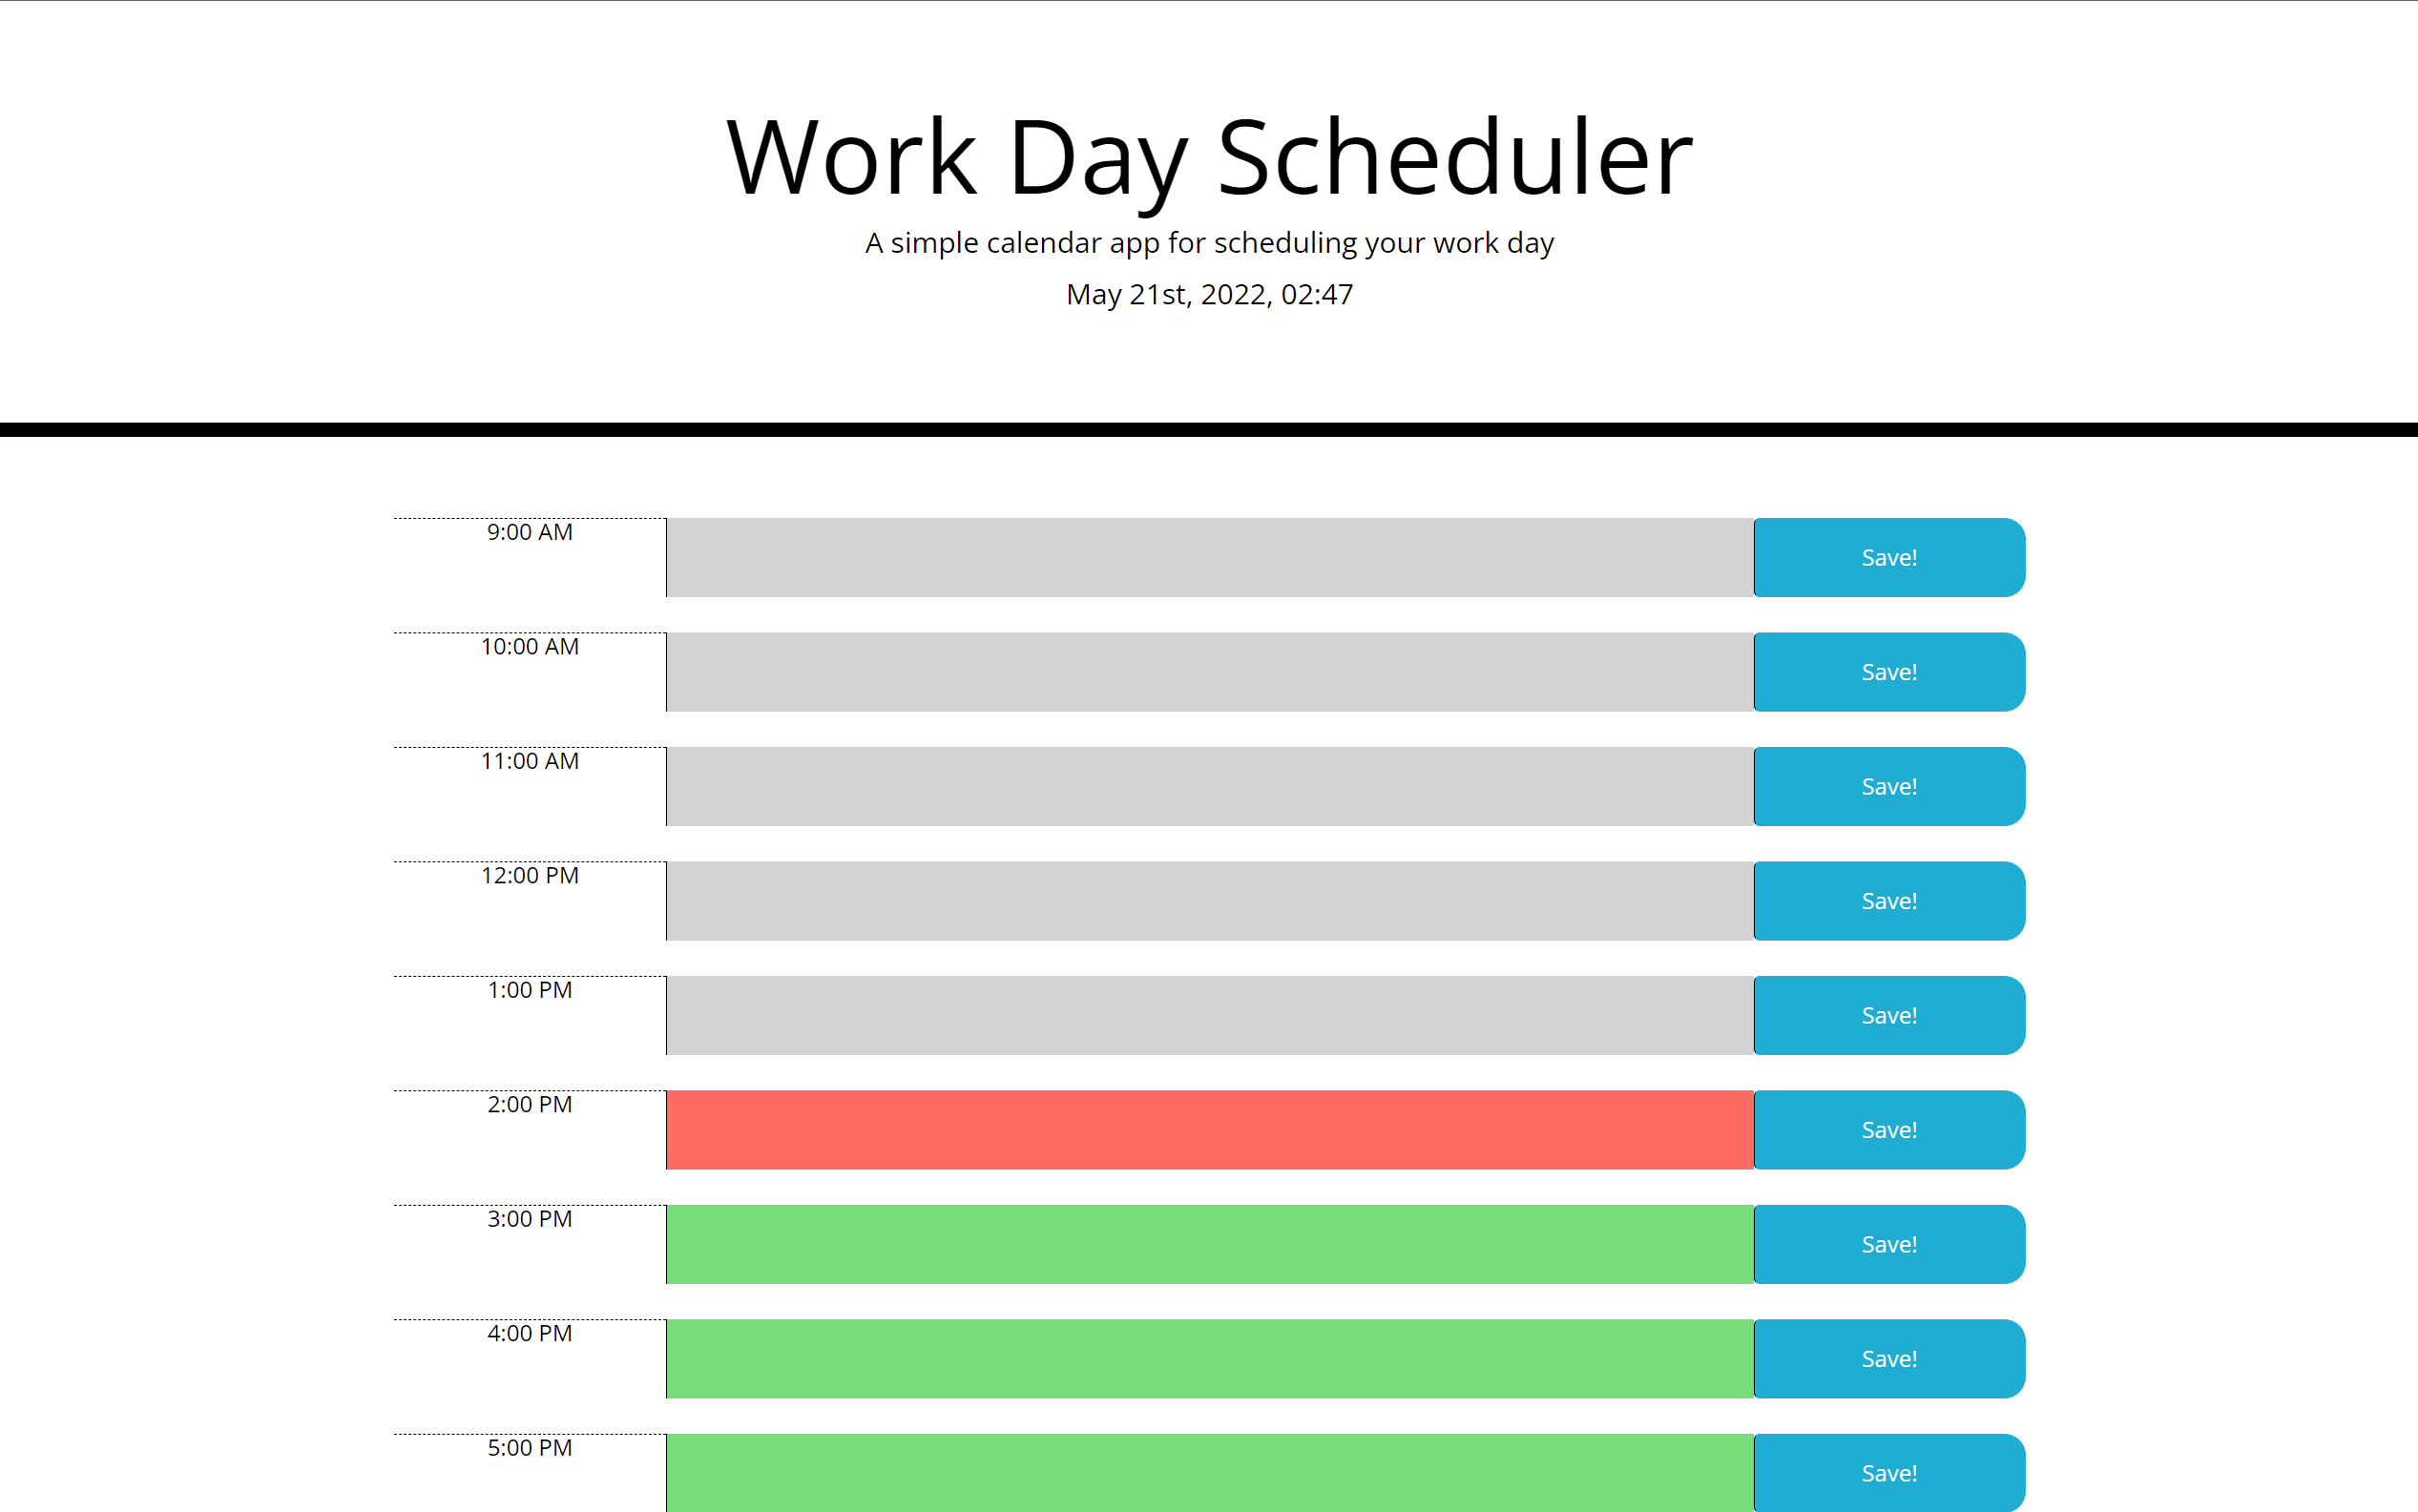 Work Day Scheduler
A simple calendar app for scheduling your work day
May 21st, 2022, 02:47
9:00 AM Save!
10:00 AM Save!
11:00 AM Save!
12:00 PM Save!
1:00 PM Save!
2:00 PM Save!
3:00 PM Save!
4:00 PM Save!
5:00 PM Save!